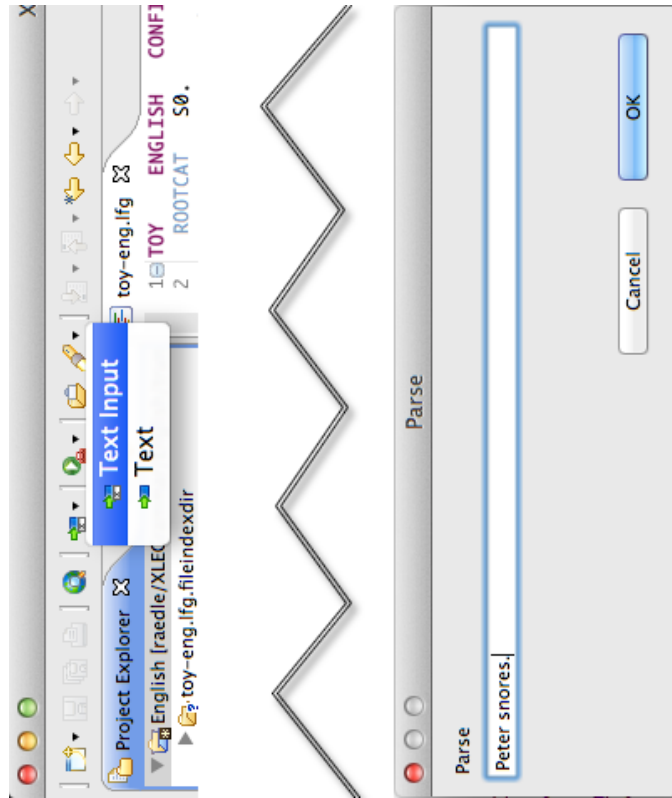 X
Project Explorer
toy-eng.lfg
English [raedle/XLEC
toy-eng.lfg.fileindexdir
Text Input
Text
1 TOY ENGLISH CONFI
2 ROOTCAT S0.
Parse
Parse
Peter snores.
Cancel
OK